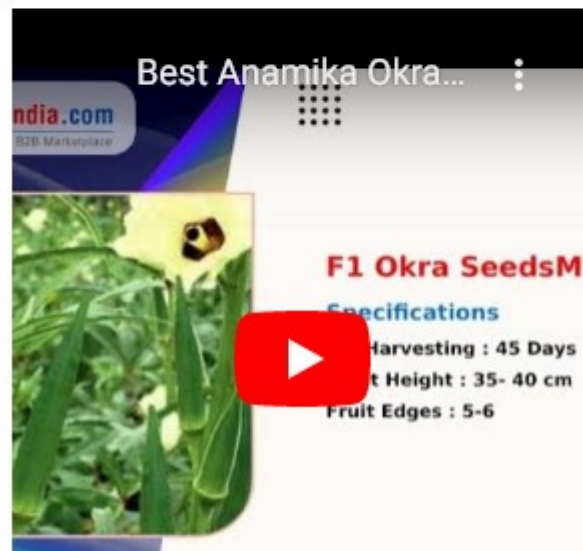 Best Anamika Okra...
ndia.com
B2B Marketplace
F1 Okra SeedsM
Specifications
Harvesting : 45 Days
t Height : 35- 40 cm
Fruit Edges : 5-6